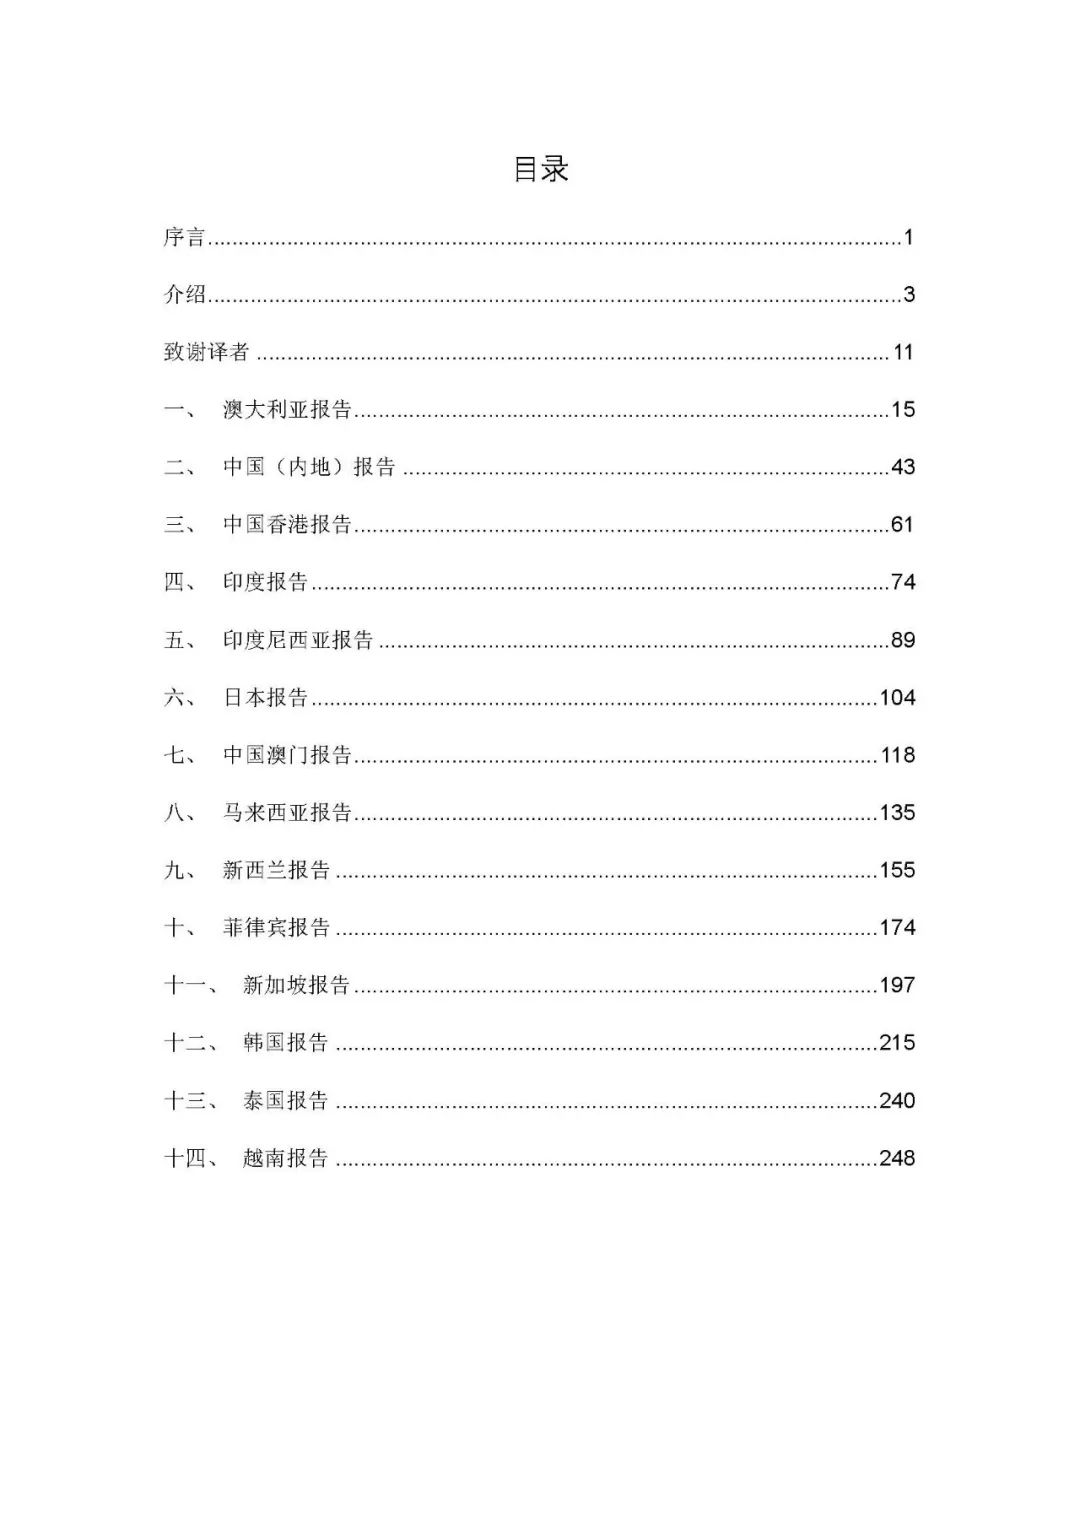 目录
序言........................................1
介绍........................................3
致谢译者........................................11
一、 澳大利亚报告........................................15
二、 中国（内地）报告........................................43
三、 中国香港报告........................................61
四、 印度报告........................................74
五、 印度尼西亚报告........................................89
六、 日本报告........................................104
七、 中国澳门报告........................................118
八、 马来西亚报告........................................135
九、 新西兰报告........................................155
十、 菲律宾报告........................................174
十一、 新加坡报告........................................197
十二、 韩国报告........................................215
十三、 泰国报告........................................240
十四、 越南报告........................................248